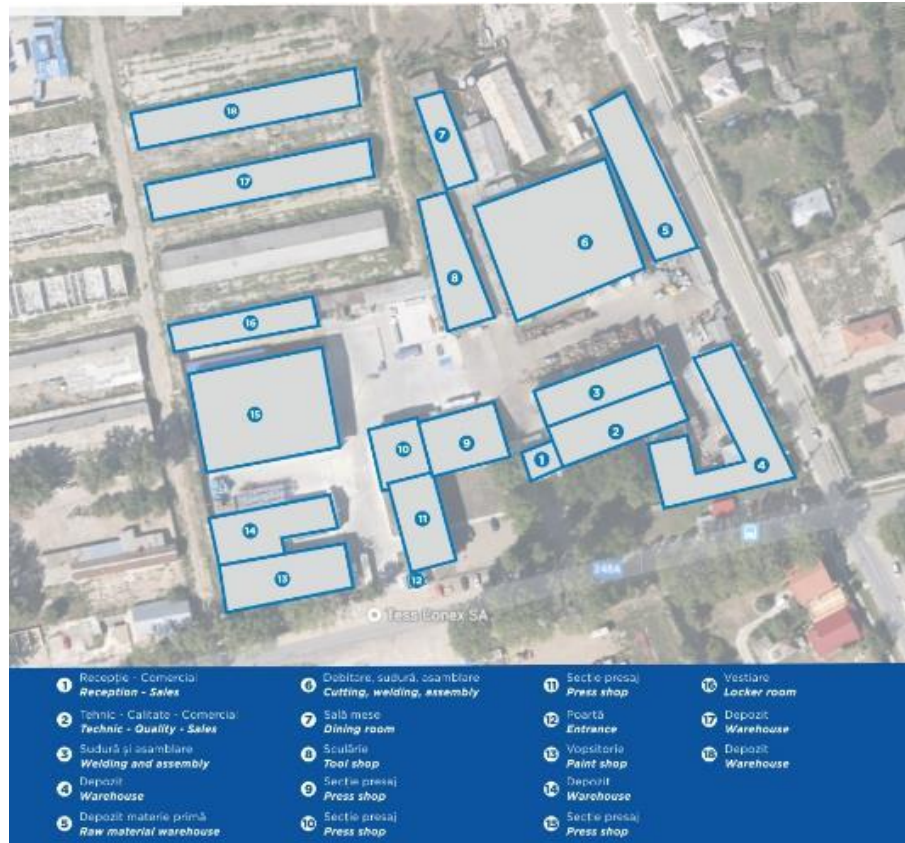 18
7
17
6
5
8
16
3
15
9
2
10
1
4
11
14
248A
13
12
Tess Conex SA
1 Recepție - Comercial
Reception - Sales
2 Tehnic - Calitate - Comercial
Technic - Quality - Sales
3 Sudură și asamblare
Welding and assembly
4 Depozit
Warehouse
5 Depozit materie primă
Raw material warehouse
6 Debitare, sudură, asamblare
Cutting, welding, assembly
7 Sală mese
Dining room
8 Sculărie
Tool shop
9 Secție presaj
Press shop
10 Secție presaj
Press shop
11 Secție presaj
Press shop
12 Poartă
Entrance
13 Vopsitorie
Paint shop
14 Depozit
Warehouse
15 Secție presaj
Press shop
16 Vestiare
Locker room
17 Depozit
Warehouse
18 Depozit
Warehouse